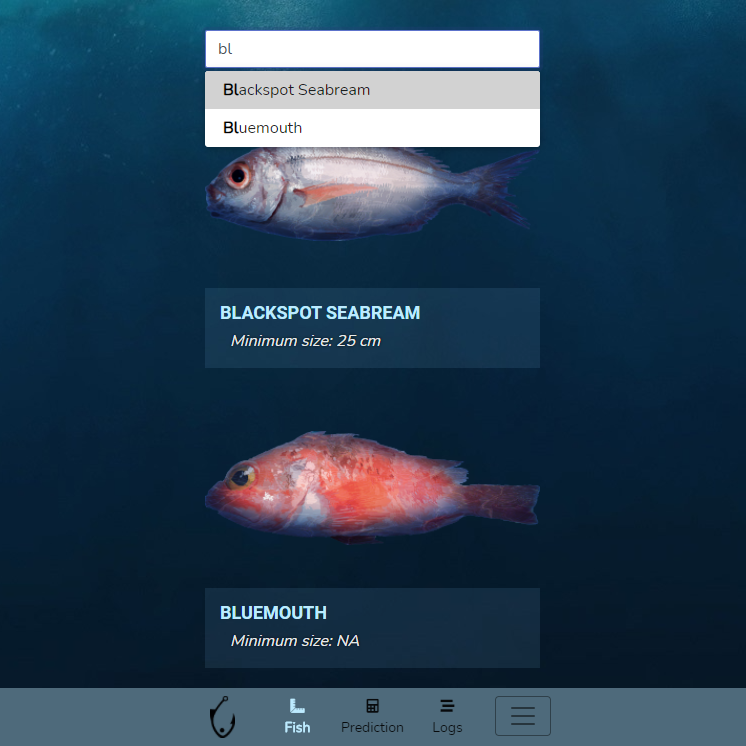 bl
Blackspot Seabream
Bluemouth
BLACKSPOT SEABREAM
Minimum size: 25 cm
BLUEMOUTH
Minimum size: NA
Fish Prediction Logs